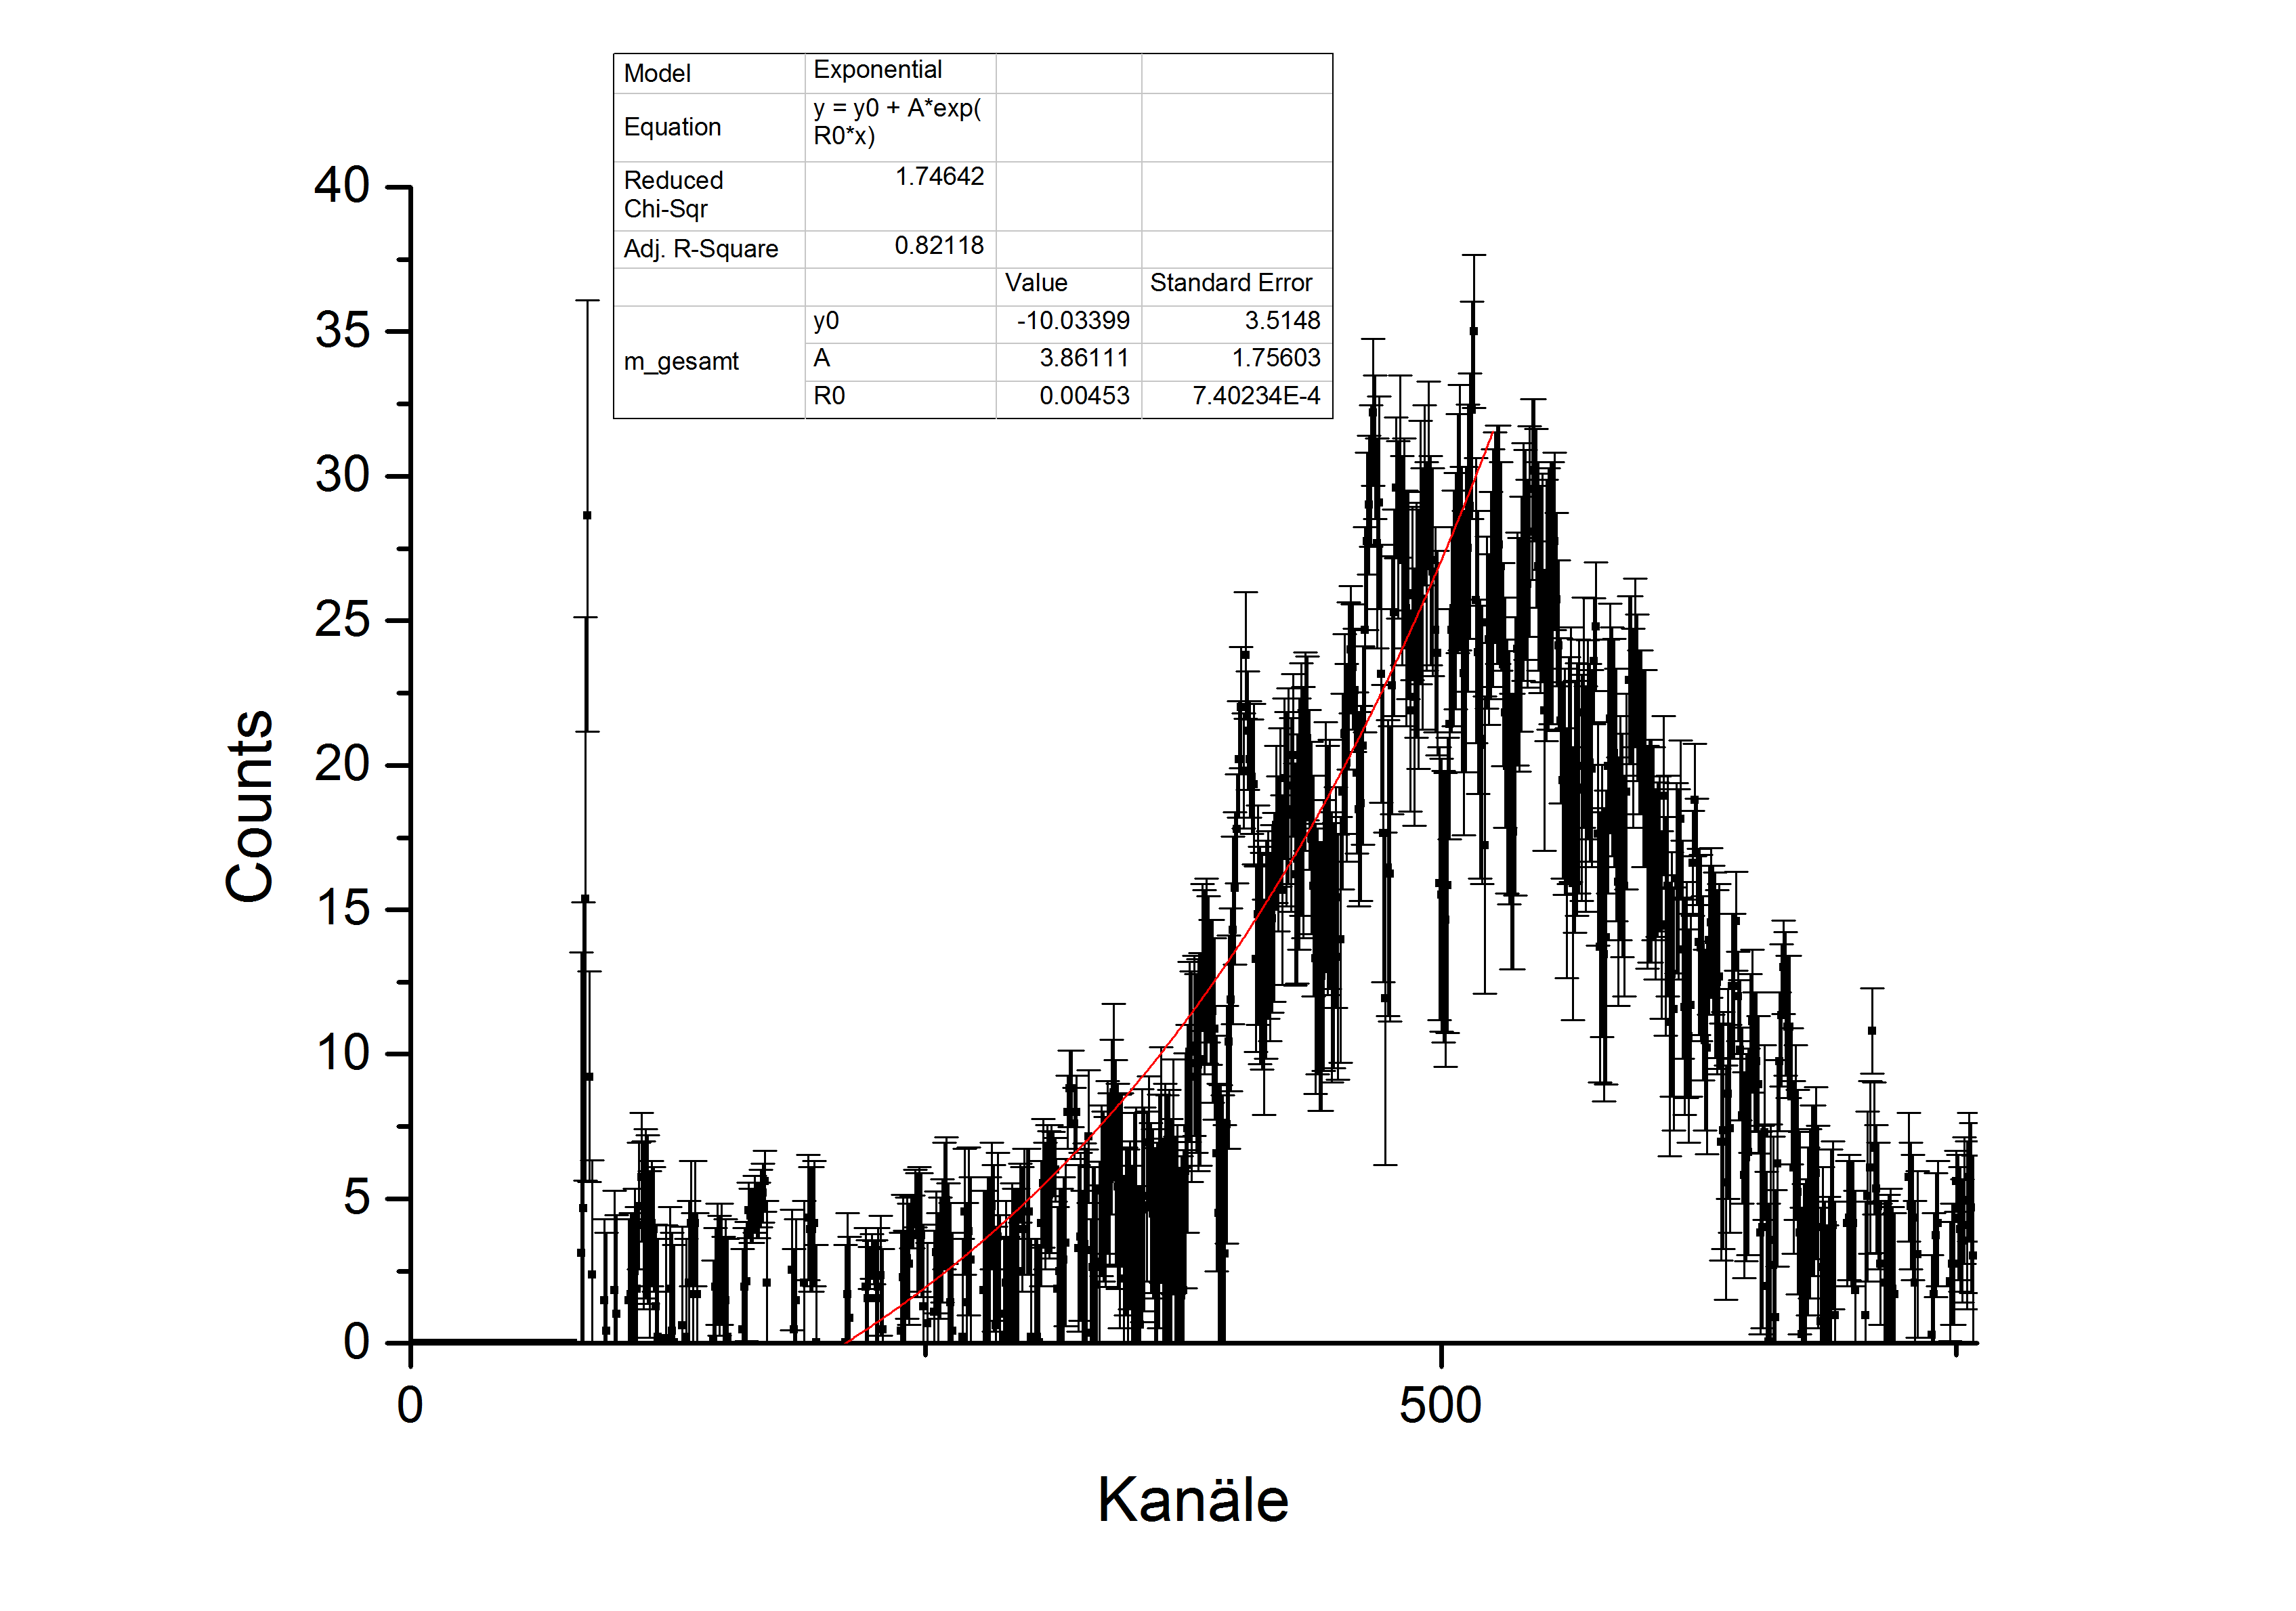 Model Exponential
Equation y = y0 + A*exp(
R0*x)
Reduced 1.74642
Chi-Sqr
Adj. R-Square 0.82118
Value Standard Error
m_gesamt y0 -10.03399 3.5148
A 3.86111 1.75603
R0 0.00453 7.40234E-4
40
35
30
25
20
15
10
5
0
Counts
0 500
Kanäle